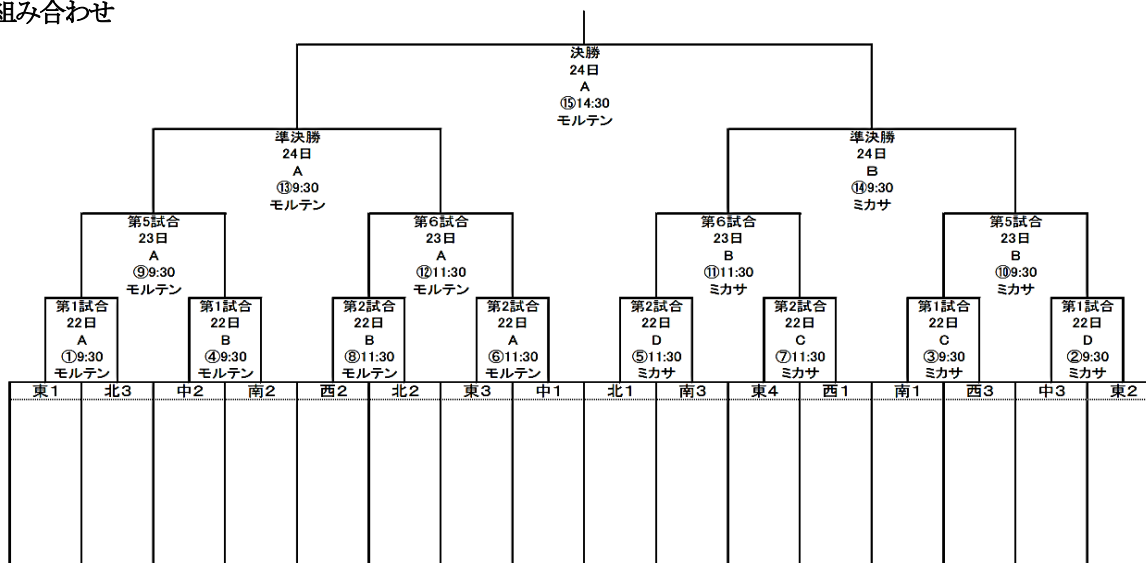 組み合わせ
決勝
24日
A
⑮14:30
モルテン
準決勝
24日
A
⑬9:30
モルテン
準決勝
24日
B
⑭9:30
ミカサ
第5試合
23日
A
⑨9:30
モルテン
第6試合
23日
A
⑫11:30
モルテン
第6試合
23日
B
⑪11:30
ミカサ
第5試合
23日
B
⑩9:30
ミカサ
第1試合
22日
A
①9:30
モルテン
第1試合
22日
B
④9:30
モルテン
第2試合
22日
B
⑧11:30
モルテン
第2試合
22日
A
⑥11:30
モルテン
第2試合
22日
D
⑤11:30
ミカサ
第2試合
22日
C
⑦11:30
ミカサ
第1試合
22日
C
③9:30
ミカサ
第1試合
22日
D
②9:30
ミカサ
東1 北3 中2 南2 西2 北2 東3 中1 北1 南3 東4 西1 南1 西3 中3 東2